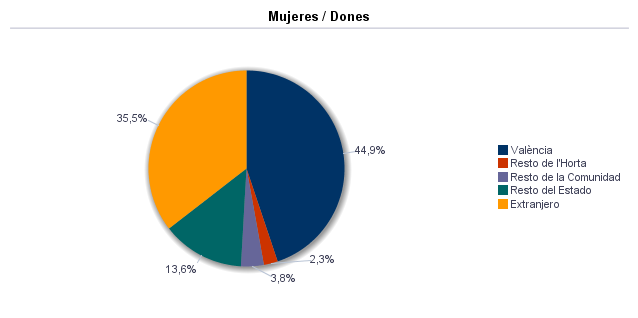 Mujeres / Dones
35,5%
44,9%
2,3%
3,8%
13,6%
València
Resto de l'Horta
Resto de la Comunidad
Resto del Estado
Extranjero